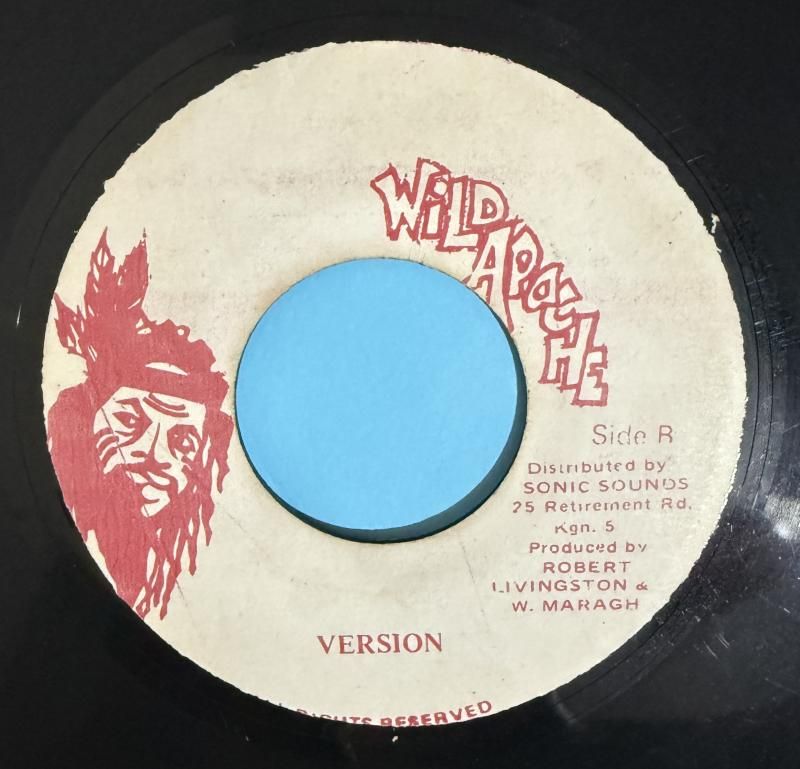 WILD
APACHE
Side B
Distributed by
SONIC SOUNDS
25 Retirement Rd.
Kgn. 5
Produced by
ROBERT
LIVINGSTON &
W. MARAGH
VERSION
RIGHTS RESERVED